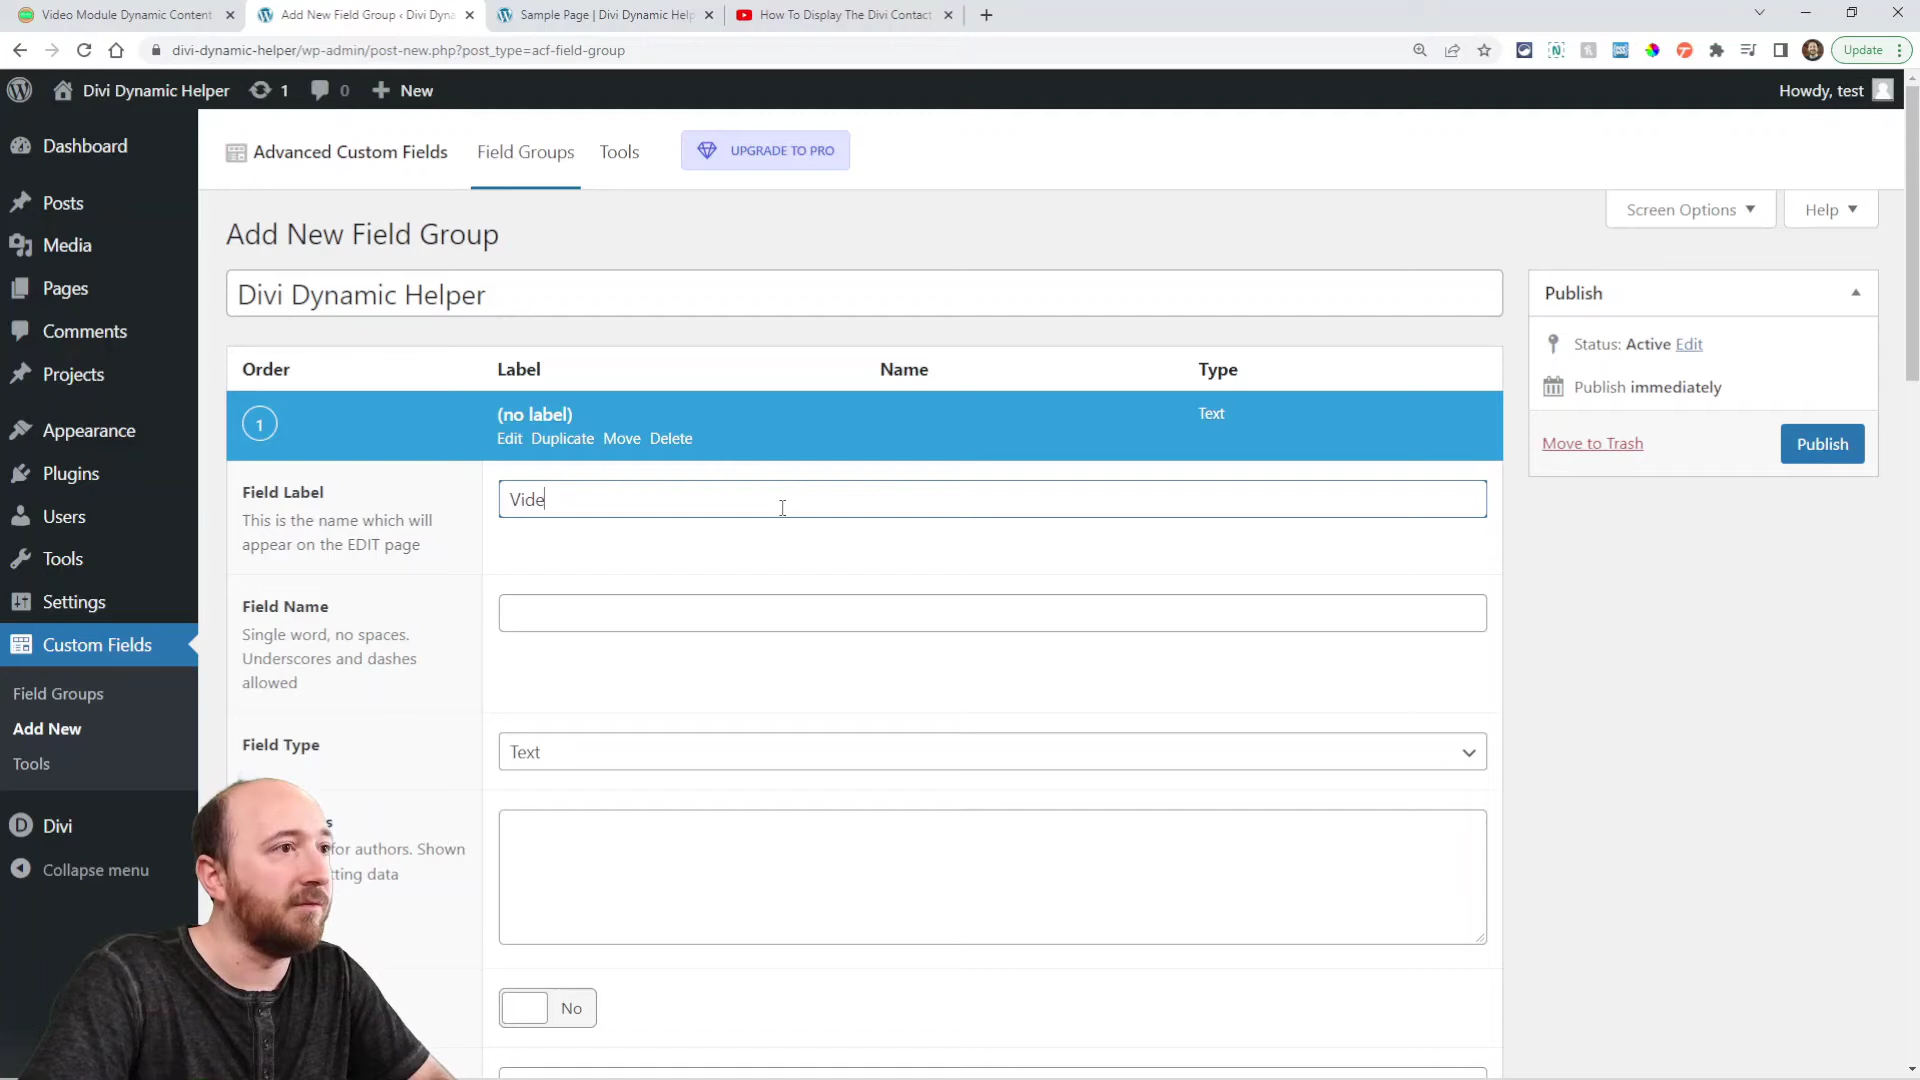 Video Module Dynamic Content
Add New Field Group ‹ Divi Dyna
Sample Page | Divi Dynamic Help
How To Display The Divi Contact
divi-dynamic-helper/wp-admin/post-new.php?post_type=acf-field-group
Update
Divi Dynamic Helper
1
0
New
Howdy, test
Dashboard
Posts
Media
Pages
Comments
Projects
Appearance
Plugins
Users
Tools
Settings
Custom Fields
Field Groups
Add New
Tools
Divi
Collapse menu
Advanced Custom Fields
Field Groups
Tools
UPGRADE TO PRO
Screen Options
Help
Add New Field Group
Divi Dynamic Helper
Order
Label
Name
Type
1
(no label)
Text
Edit Duplicate Move Delete
Field Label
This is the name which will
appear on the EDIT page
Vide
Field Name
Single word, no spaces.
Underscores and dashes
allowed
Field Type
Text
s
for authors. Shown
tting data
No
Publish
Status: Active Edit
Publish immediately
Move to Trash
Publish